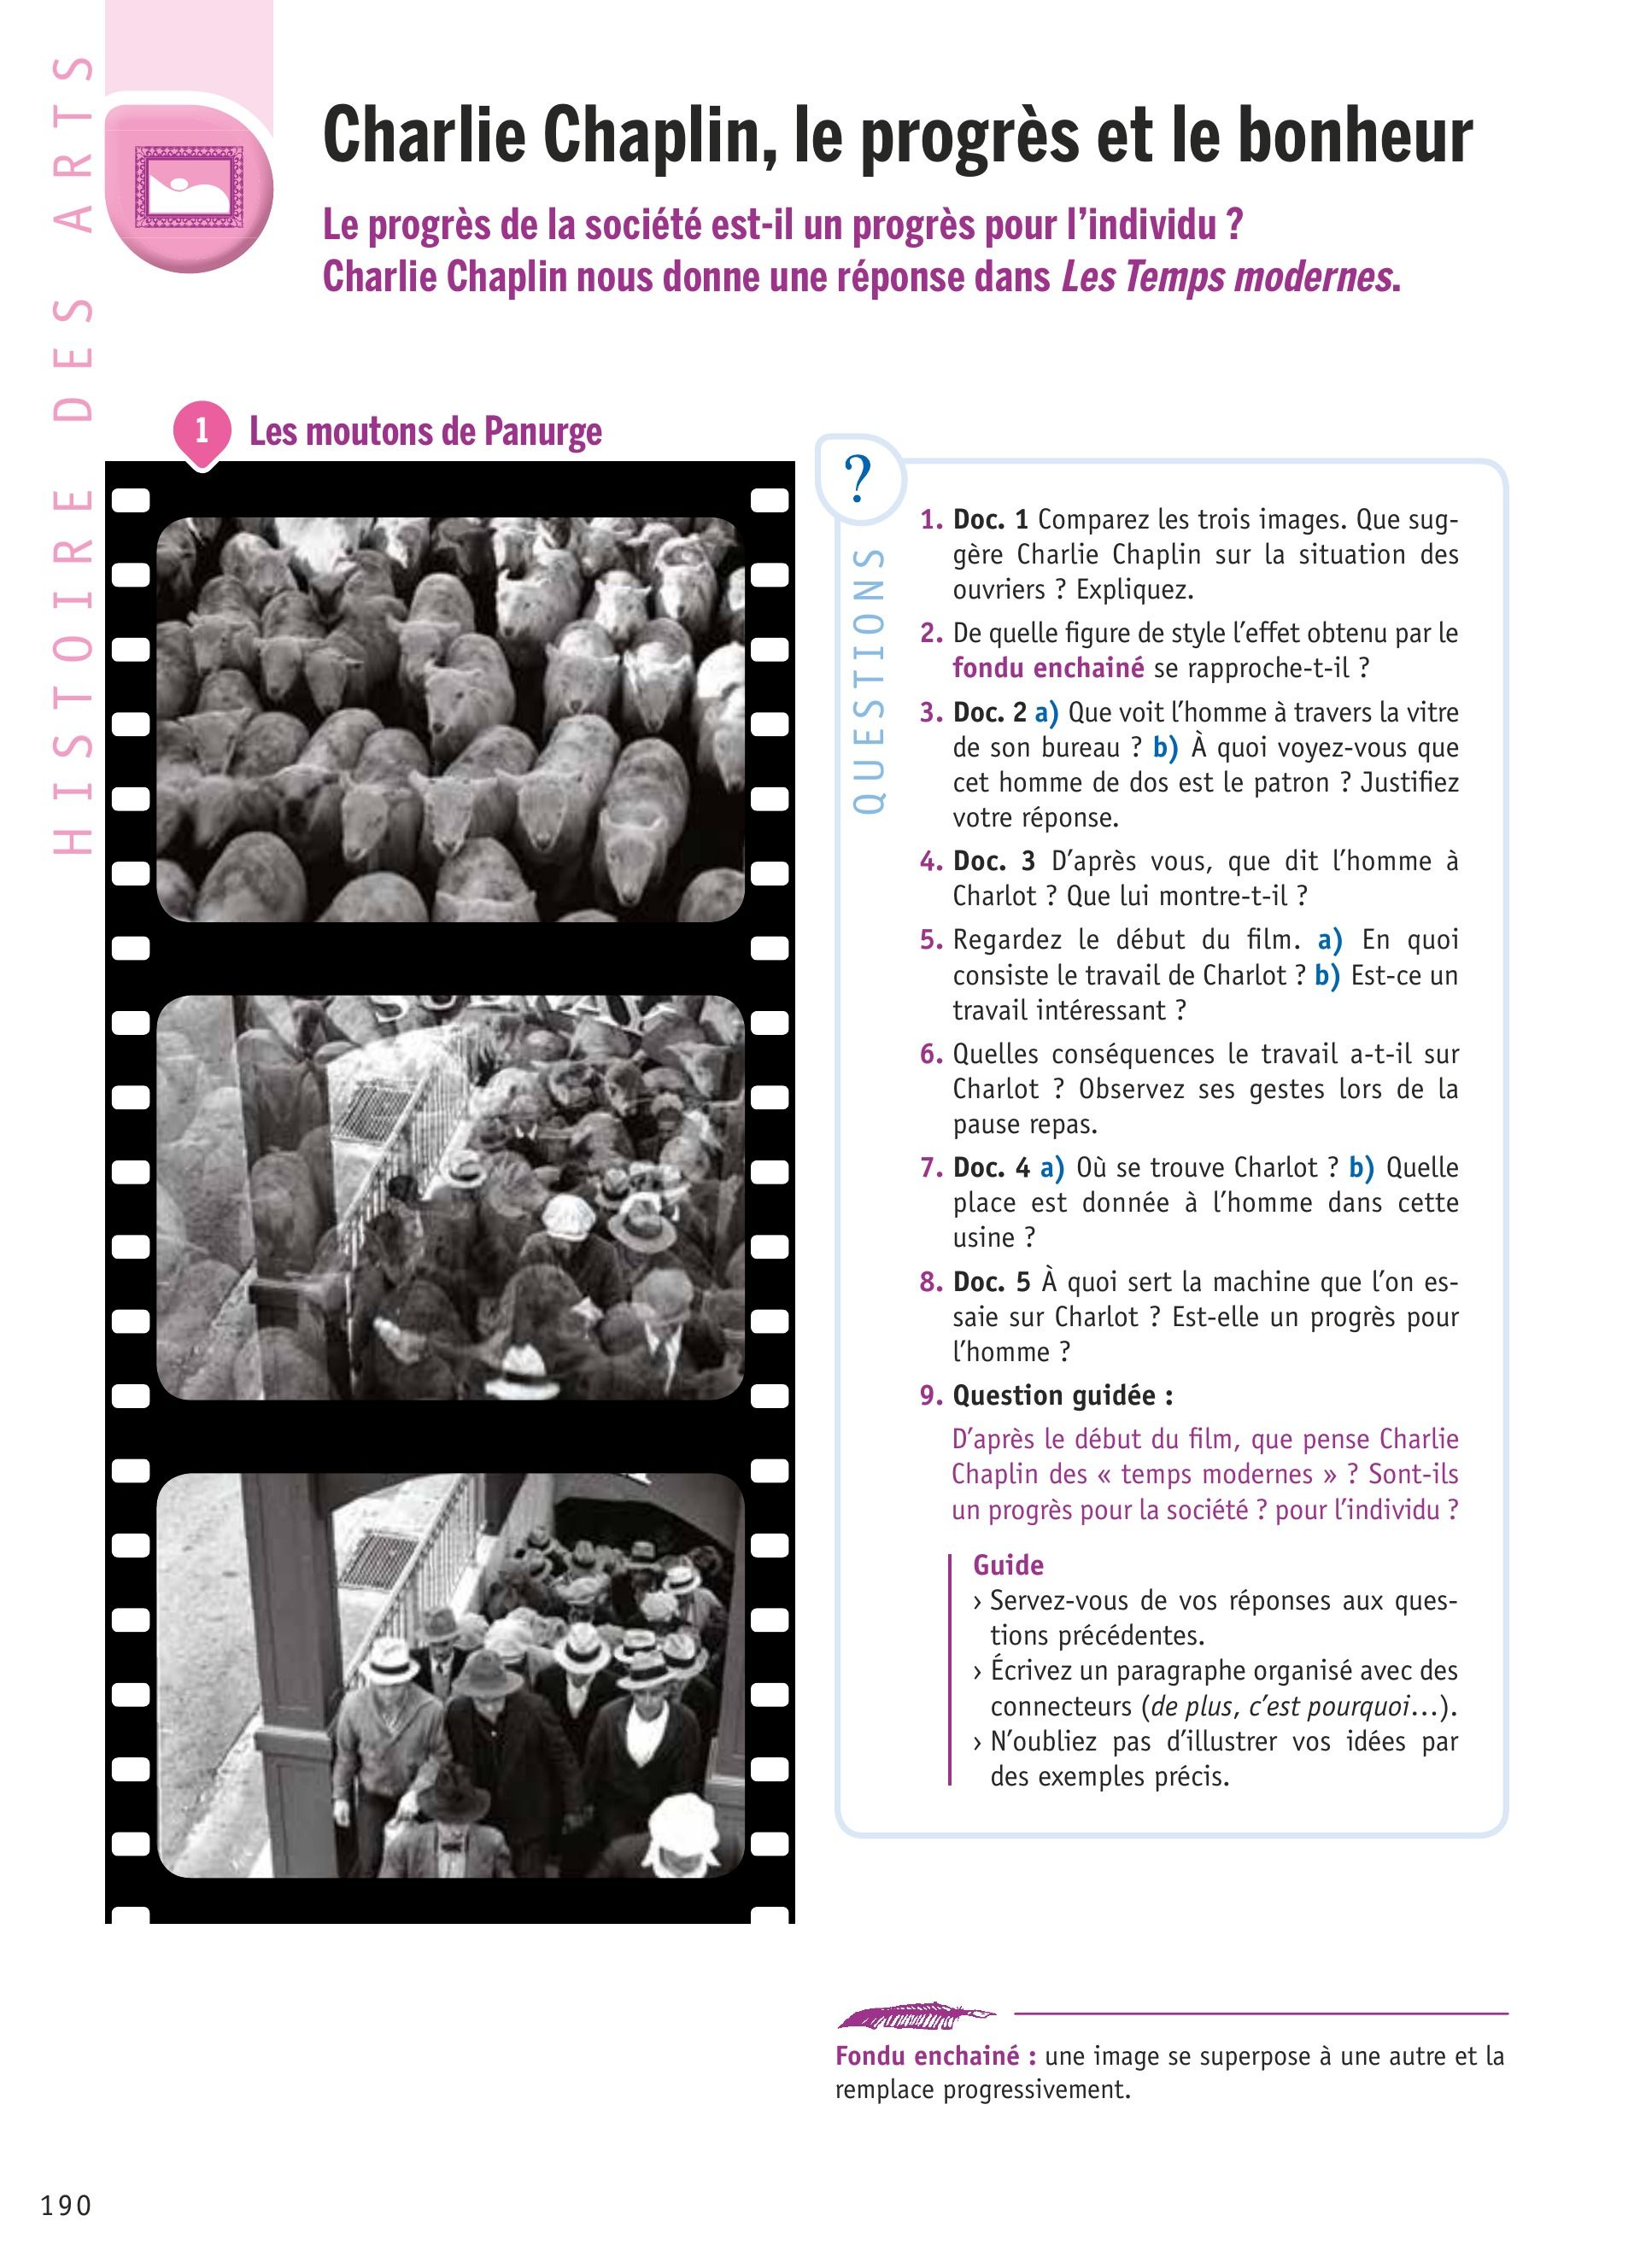 HISTOIRE DES ARTS
Charlie Chaplin, le progrès et le bonheur
Le progrès de la société est-il un progrès pour l'individu ?
Charlie Chaplin nous donne une réponse dans Les Temps modernes.
1 Les moutons de Panurge
?
QUESTIONS
1. Doc. 1 Comparez les trois images. Que sug-
gère Charlie Chaplin sur la situation des
ouvriers ? Expliquez.
2. De quelle figure de style l'effet obtenu par le
fondu enchainé se rapproche-t-il ?
3. Doc. 2 a) Que voit l'homme à travers la vitre
de son bureau ? b) À quoi voyez-vous que
cet homme de dos est le patron ? Justifiez
votre réponse.
4. Doc. 3 D'après vous, que dit l'homme à
Charlot ? Que lui montre-t-il ?
5. Regardez le début du film. a) En quoi
consiste le travail de Charlot ? b) Est-ce un
travail intéressant ?
6. Quelles conséquences le travail a-t-il sur
Charlot ? Observez ses gestes lors de la
pause repas.
7. Doc. 4 a) Où se trouve Charlot ? b) Quelle
place est donnée à l'homme dans cette
usine ?
8. Doc. 5 À quoi sert la machine que l'on es-
saie sur Charlot ? Est-elle un progrès pour
l'homme ?
9. Question guidée :
D'après le début du film, que pense Charlie
Chaplin des « temps modernes » ? Sont-ils
un progrès pour la société ? pour l'individu ?
Guide
› Servez-vous de vos réponses aux ques-
tions précédentes.
› Écrivez un paragraphe organisé avec des
connecteurs (de plus, c'est pourquoi...).
› N'oubliez pas d'illustrer vos idées par
des exemples précis.
Fondu enchainé : une image se superpose à une autre et la
remplace progressivement.
190